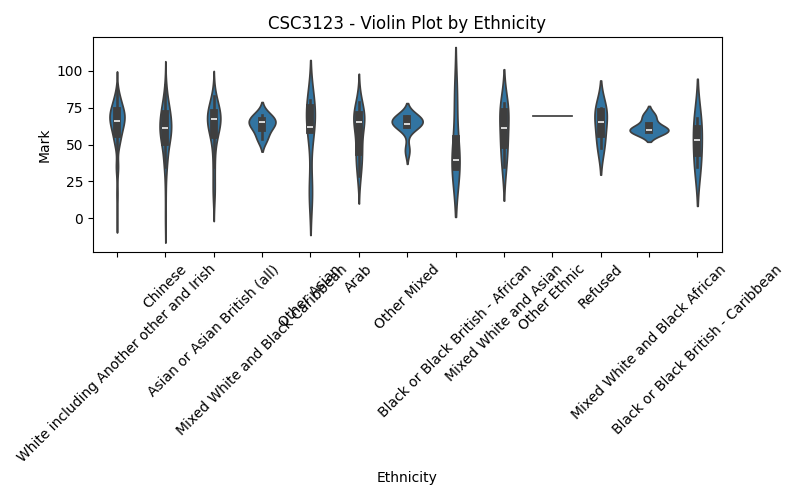 CSC3123 - Violin Plot by Ethnicity
Mark
100
75
50
25
0
White including Another other and Irish
Chinese
Asian or Asian British (all)
Mixed White and Black Caribbean
Other Asian
Arab
Other Mixed
Black or Black British - African
Mixed White and Asian
Other Ethnic
Refused
Mixed White and Black African
Black or Black British - Caribbean
Ethnicity